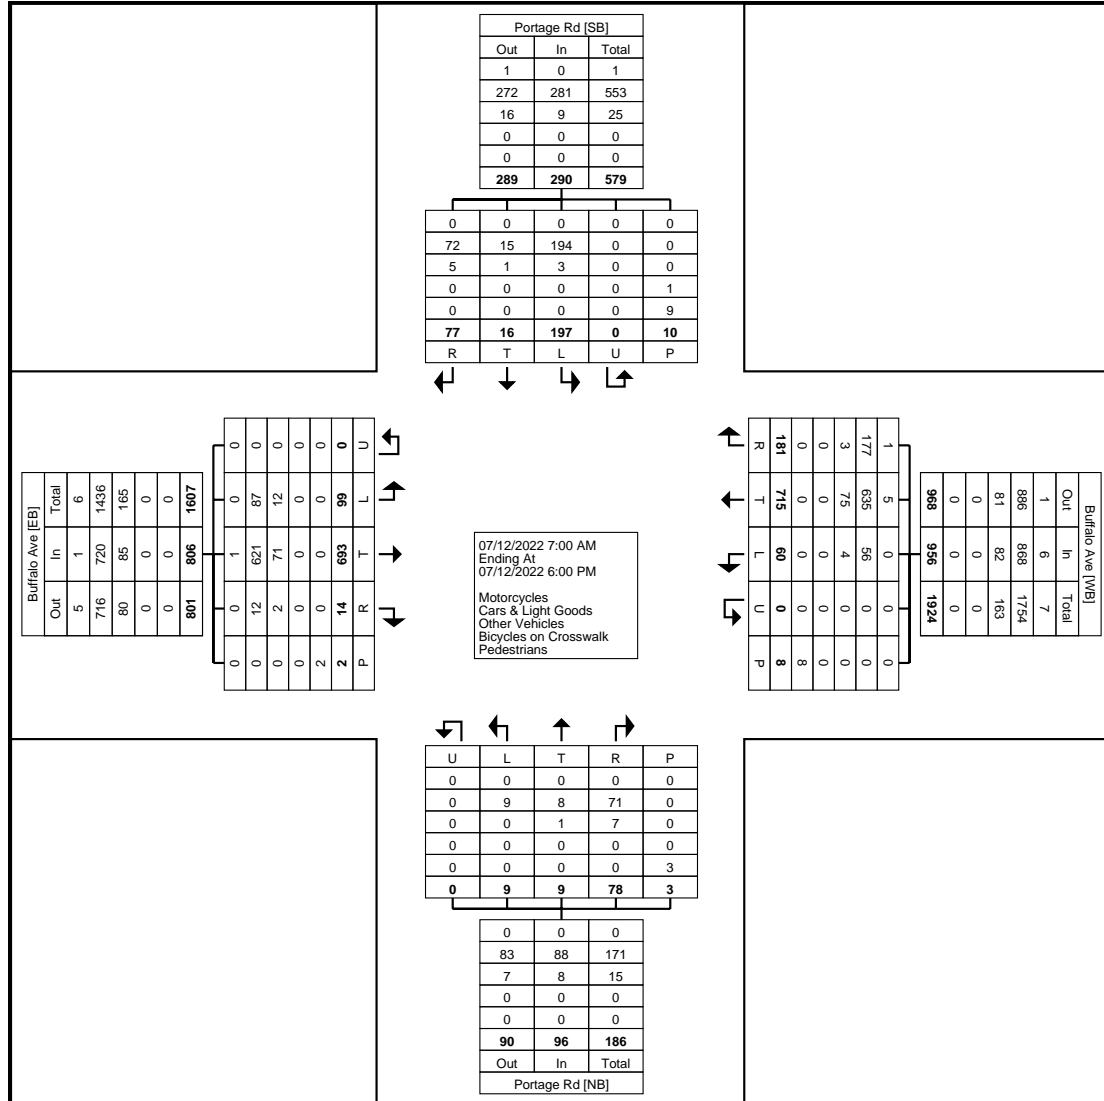 Portage Rd [SB]
Out In Total
1 0 1
272 281 553
16 9 25
0 0 0
0 0 0
289 290 579
0 0 0 0 0
72 15 194 0 0
5 1 3 0 0
0 0 0 0 1
0 0 0 0 9
77 16 197 0 10
R T L U P
Buffalo Ave [EB]
Total In Out
6 1 5
1436 720 716
165 85 80
0 0 0
0 0 0
1607 806 801
0 0 1 0 0
0 87 621 12 0
0 12 71 2 0
0 0 0 0 0
0 0 0 0 2
0 99 693 14 2
U L T R P
07/12/2022 7:00 AM
Ending At
07/12/2022 6:00 PM
Motorcycles
Cars & Light Goods
Other Vehicles
Bicycles on Crosswalk
Pedestrians
Buffalo Ave [WB]
Out In Total
1 6 7
886 868 1754
81 82 163
0 0 0
0 0 0
968 956 1924
1 5 0 0 0
177 635 56 0 0
3 75 4 0 0
0 0 0 0 0
0 0 0 0 8
181 715 60 0 8
R T L U P
U L T R P
0 0 0 0 0
0 9 8 71 0
0 0 1 7 0
0 0 0 0 0
0 0 0 0 3
0 9 9 78 3
0 0 0
83 88 171
7 8 15
0 0 0
0 0 0
90 96 186
Out In Total
Portage Rd [NB]